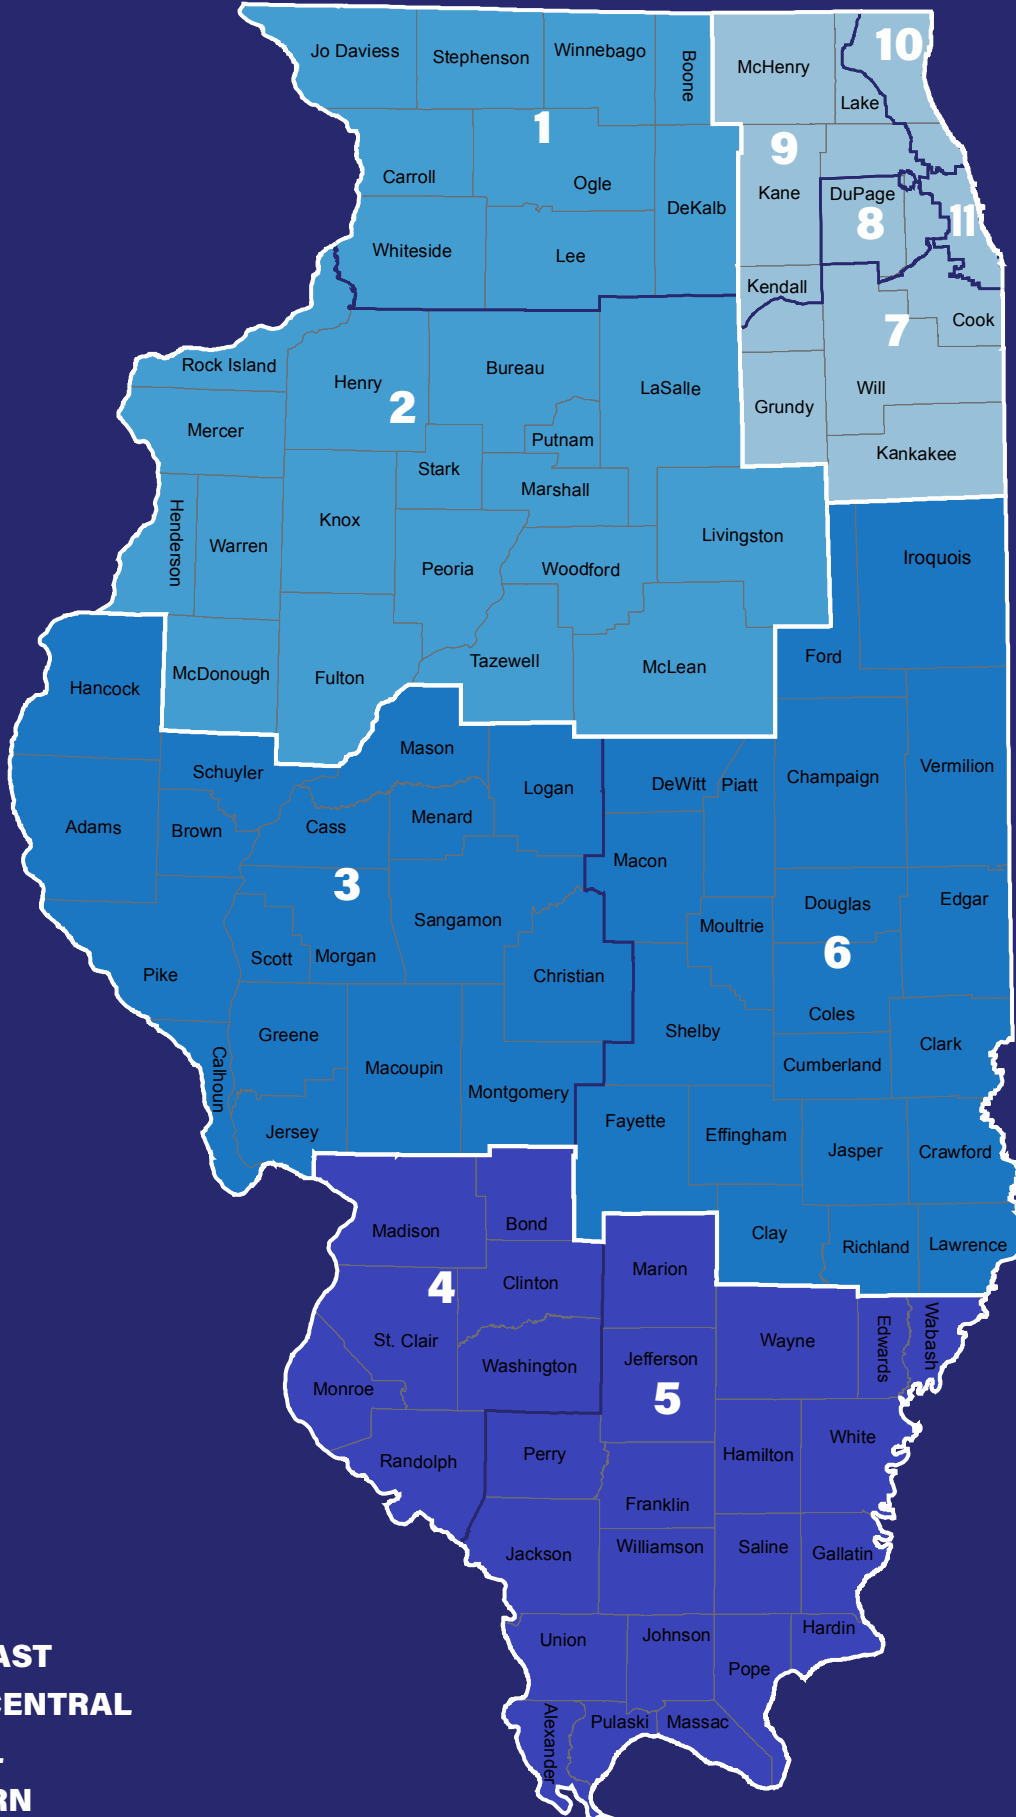 Jo Daviess
Stephenson
Winnebago
Boone
McHenry
10
Lake
1
9
Carroll
Ogle
DeKalb
Kane
DuPage
8
11
Whiteside
Lee
Kendall
7
Cook
Rock Island
Henry
2
Bureau
LaSalle
Will
Grundy
Mercer
Putnam
Kankakee
Stark
Marshall
Henderson
Warren
Knox
Peoria
Woodford
Livingston
Iroquois
Ford
Hancock
McDonough
Fulton
Tazewell
McLean
Mason
Schuyler
Logan
DeWitt
Piatt
Champaign
Vermilion
Adams
Brown
Cass
Menard
Macon
3
Sangamon
Moultrie
Douglas
Edgar
6
Pike
Scott
Morgan
Christian
Shelby
Coles
Calhoun
Greene
Macoupin
Montgomery
Cumberland
Clark
Jersey
Fayette
Effingham
Jasper
Crawford
Madison
Bond
Clay
Richland
Lawrence
4
Clinton
Marion
Wayne
Edwards
Wabash
St. Clair
Washington
Jefferson
5
Monroe
Randolph
Perry
Hamilton
White
Franklin
Jackson
Williamson
Saline
Gallatin
Union
Johnson
Pope
Hardin
Alexander
Pulaski
Massac
AST
CENTRAL
RN